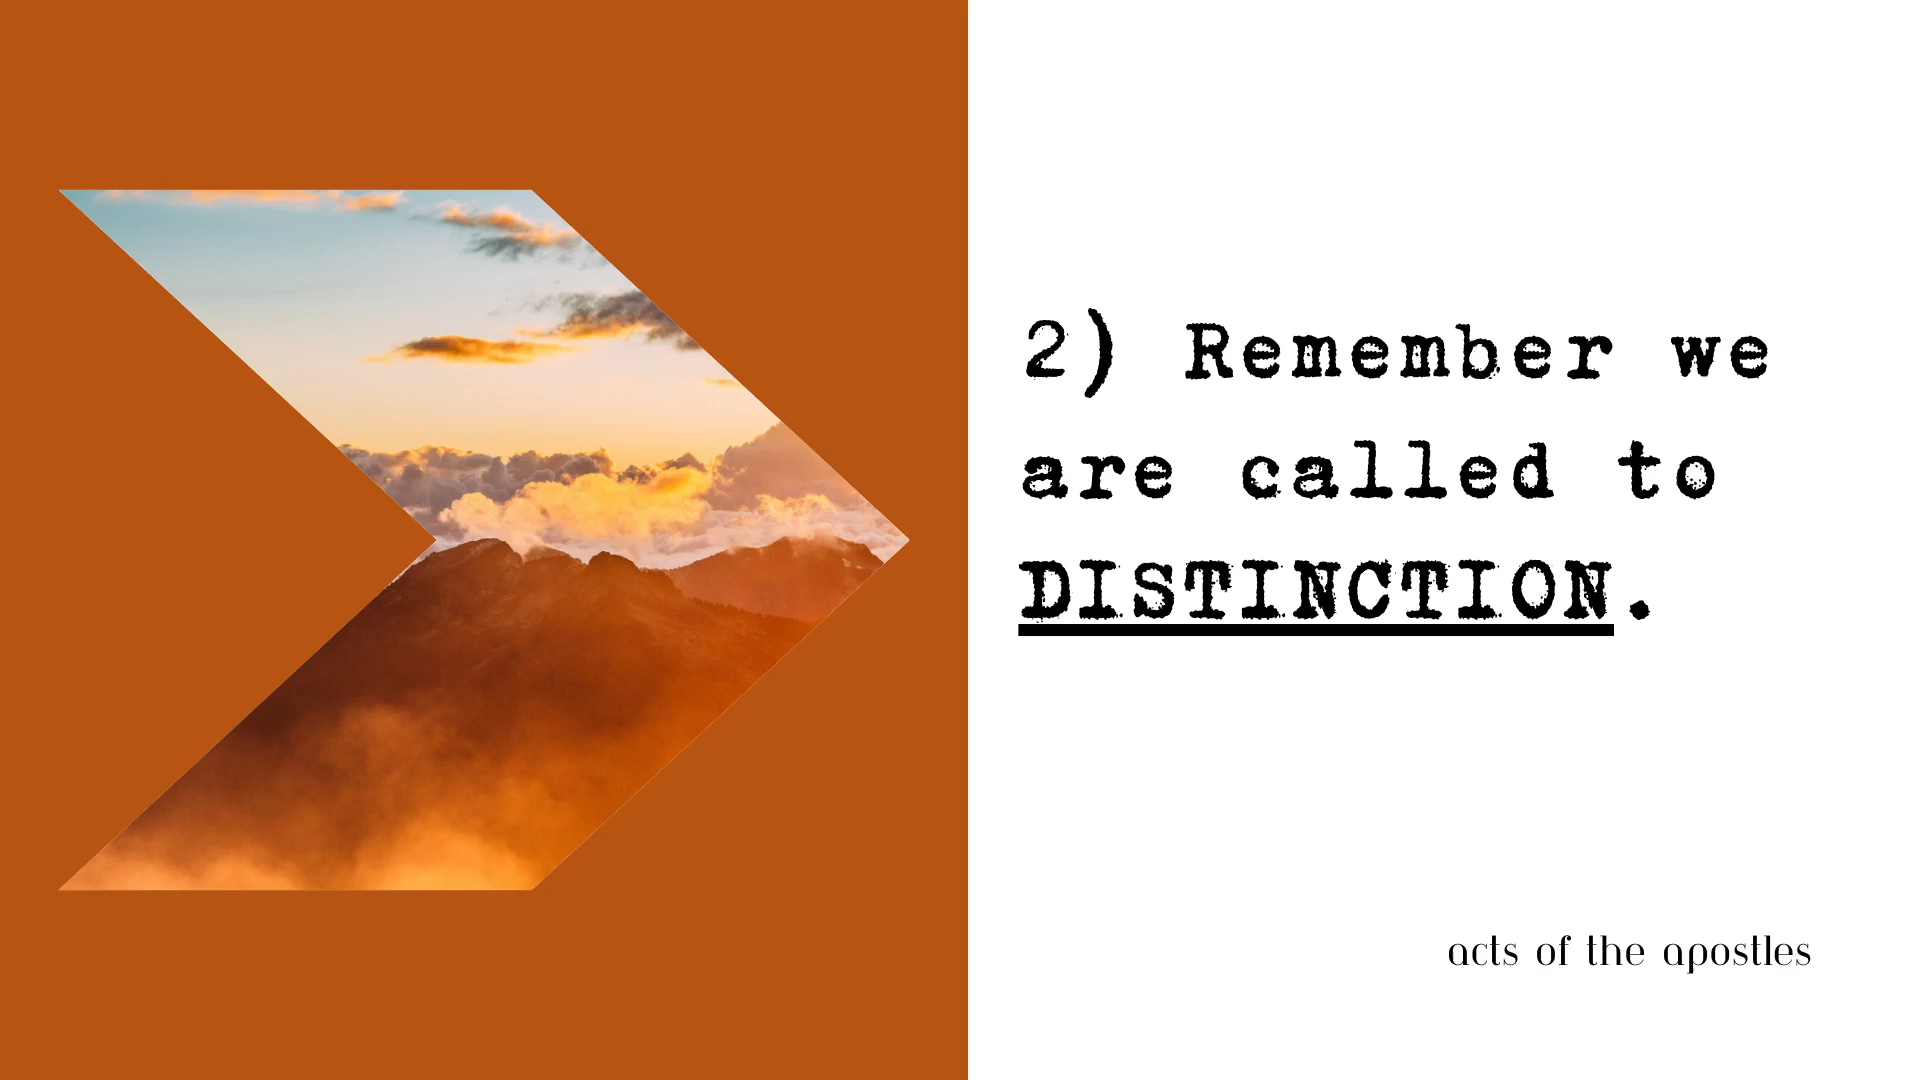 2) Remember we
are called to
DISTINCTION.
acts of the apostles